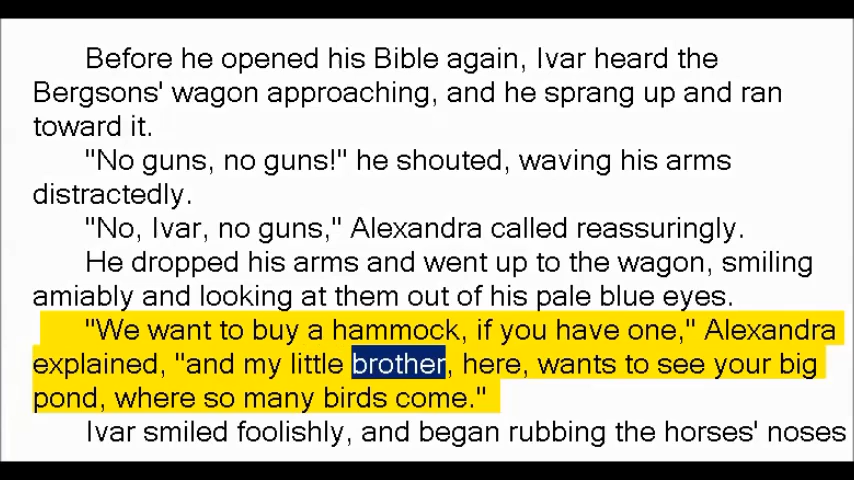 Before he opened his Bible again, Ivar heard the
Bergsons' wagon approaching, and he sprang up and ran
toward it.
"No guns, no guns!" he shouted, waving his arms
distractedly.
"No, Ivar, no guns," Alexandra called reassuringly.
He dropped his arms and went up to the wagon, smiling
amiably and looking at them out of his pale blue eyes.
"We want to buy a hammock, if you have one," Alexandra
explained, "and my little brother, here, wants to see your big
pond, where so many birds come."
Ivar smiled foolishly, and began rubbing the horses' noses